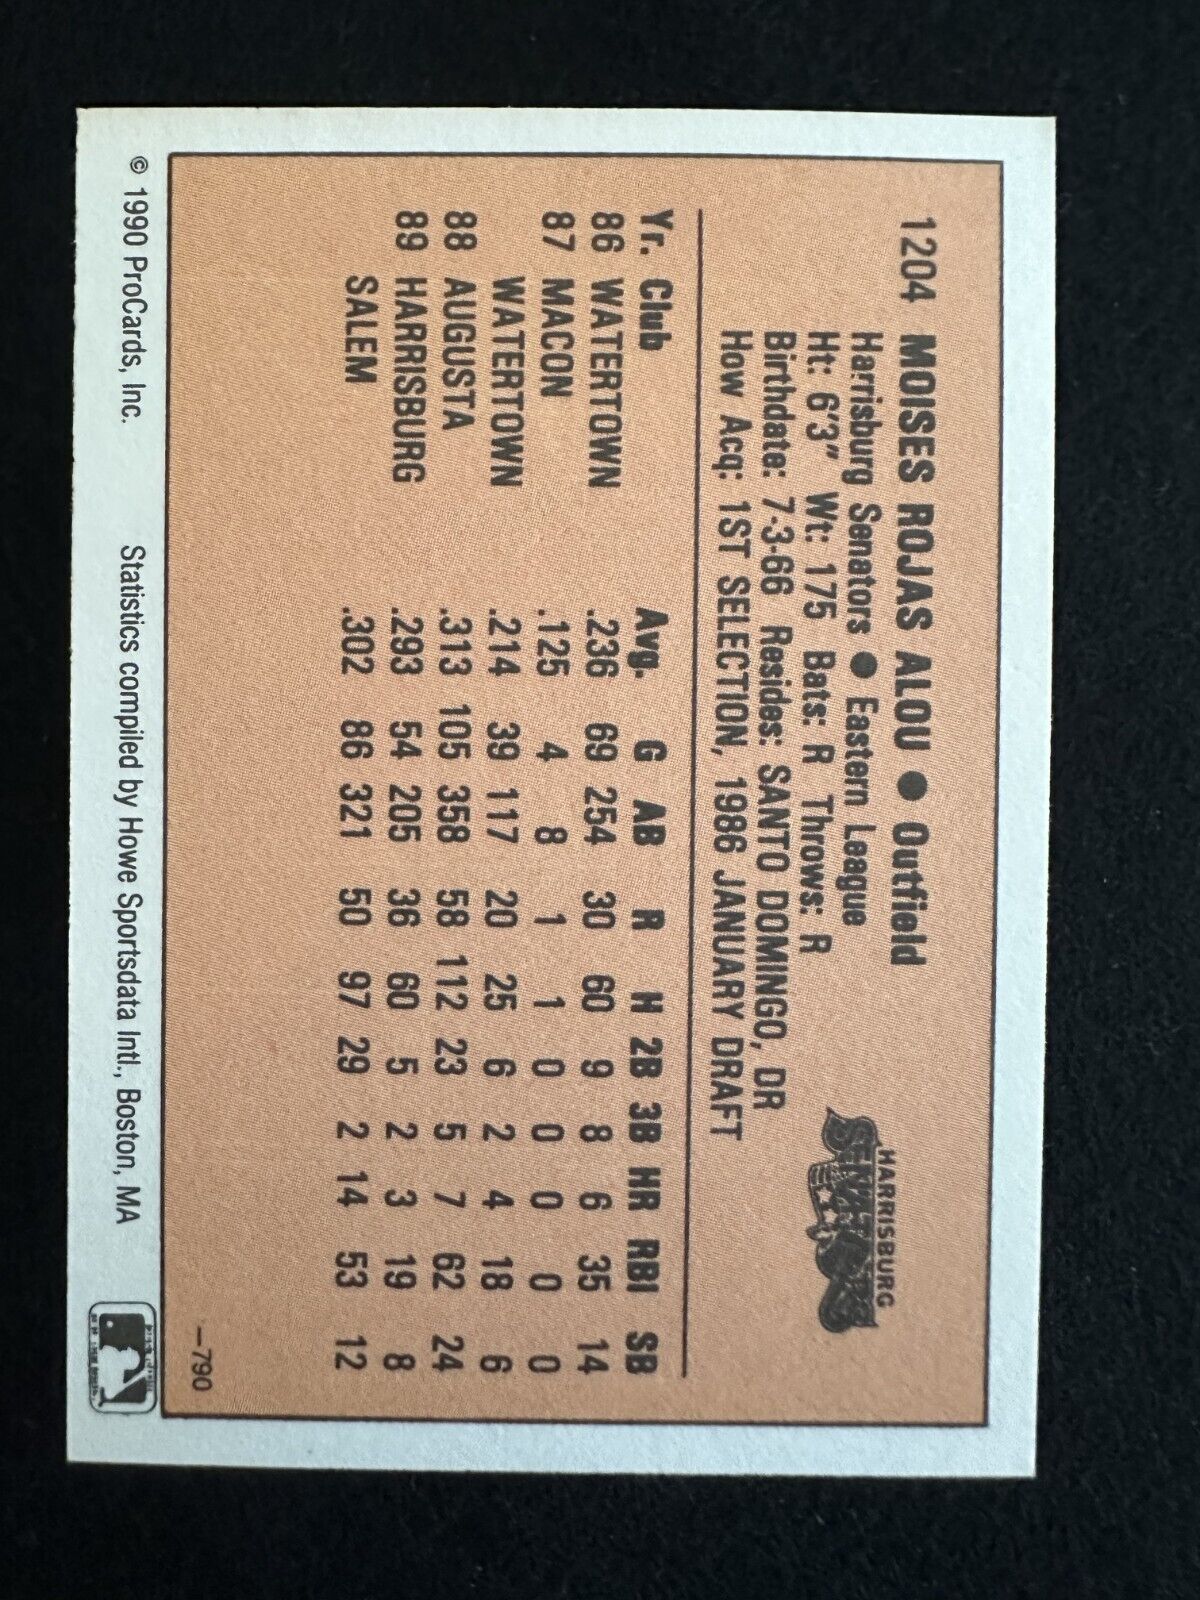 1204 MOISES ROJAS ALOU ● Outfield
Harrisburg Senators ● Eastern League
Ht: 6'3" Wt: 175 Bats: R Throws: R
Birthdate: 7-3-66 Resides: SANTO DOMINGO, DR
How Acq: 1ST SELECTION, 1986 JANUARY DRAFT
HARRISBURG
SENATORS
Yr. Club Avg. G AB R H 2B 3B HR RBI SB
86 WATERTOWN .236 69 254 30 60 9 8 6 35 14
87 MACON .125 4 8 1 1 0 0 0 0 0
WATERTOWN .214 39 117 20 25 6 2 4 18 6
88 AUGUSTA .313 105 358 58 112 23 5 7 62 24
89 HARRISBURG .293 54 205 36 60 5 2 3 19 8
SALEM .302 86 321 50 97 29 2 14 53 12
—790
© 1990 ProCards, Inc. Statistics compiled by Howe Sportsdata Intl., Boston, MA